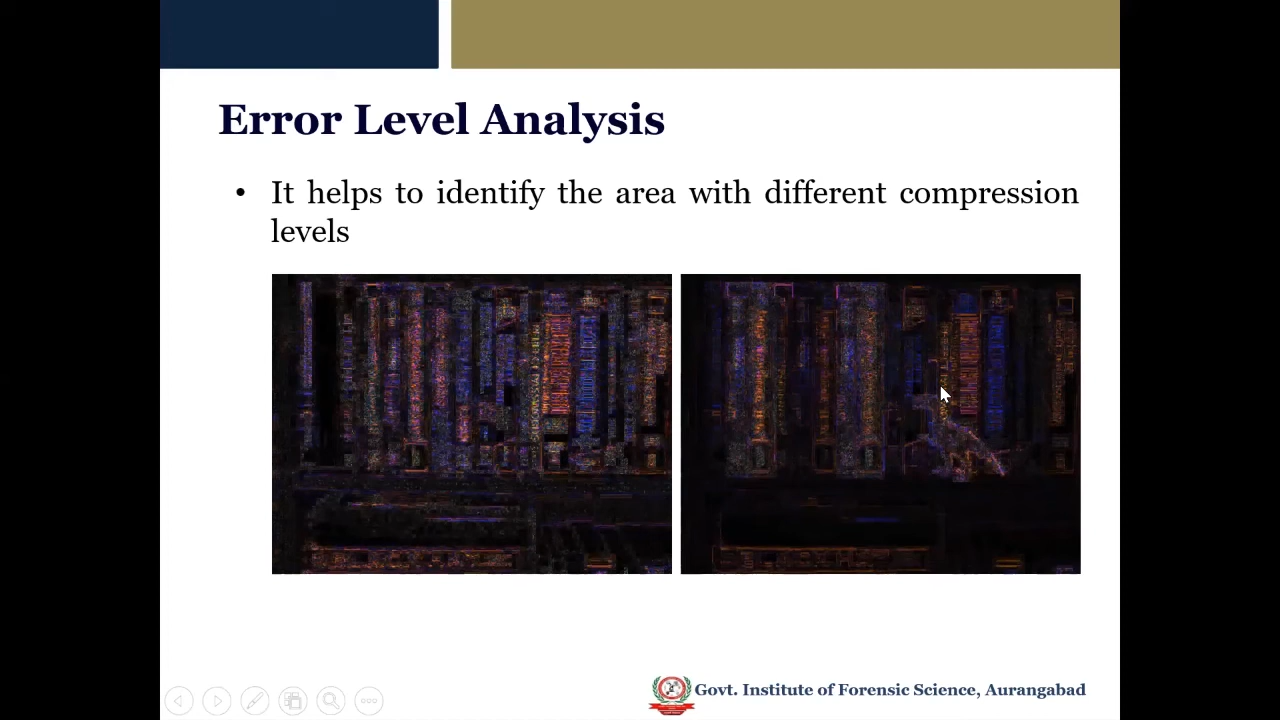 Error Level Analysis
• It helps to identify the area with different compression
levels
Govt. Institute of Forensic Science, Aurangabad